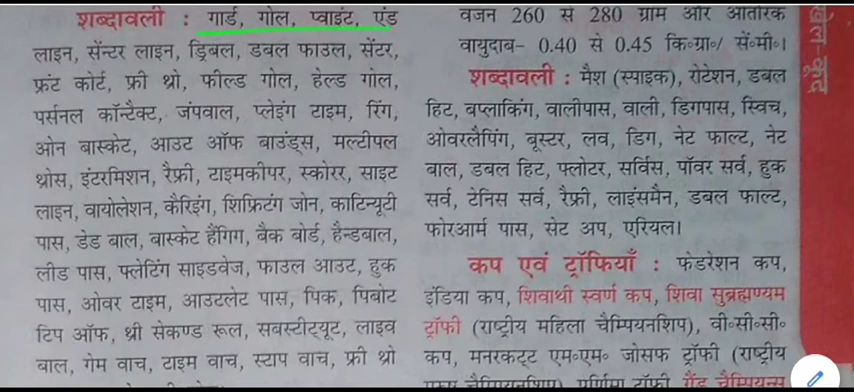 शब्दावली : गार्ड, गोल, प्वाइंट, एंड
लाइन, सेंन्टर लाइन, ड्रिबल, डबल फाउल, सेंटर,
फ्रंट कोर्ट, फ्री थ्रो, फील्ड गोल, हेल्ड गोल,
पर्सनल कॉन्टैक्ट, जंपवाल, प्लेइंग टाइम, रिंग,
ओन बास्केट, आउट ऑफ बाउंड्स, मल्टीपल
थ्रोस, इंटरमिशन, रैफ्री, टाइमकीपर, स्कोरर, साइट
लाइन, वायोलेशन, कैरिइंग, शिफ्रिटंग जोन, काटिन्यूटी
पास, डेड बाल, बास्केट हैंगिग, बैक बोर्ड, हैन्डबाल,
लीड पास, फ्लेटिंग साइडवेज, फाउल आउट, हुक
पास, ओवर टाइम, आउटलेट पास, पिक, पिबोट
टिप ऑफ, थ्री सेकण्ड रूल, सबस्टीट्यूट, लाइव
बाल, गेम वाच, टाइम वाच, स्टाप वाच, फ्री थ्रो
वजन 260 से 280 ग्राम और आंतरिक
वायुदाब- 0.40 से 0.45 कि॰ग्रा॰/ सें॰मी॰।
शब्दावली : मैश (स्पाइक), रोटेशन, डबल
हिट, बप्लाकिंग, वालीपास, वाली, डिगपास, स्विच,
ओवरलैपिंग, बूस्टर, लव, डिग, नेट फाल्ट, नेट
बाल, डबल हिट, फ्लोटर, सर्विस, पॉवर सर्व, हुक
सर्व, टेनिस सर्व, रैफ्री, लाइंसमैन, डबल फाल्ट,
फोरआर्म पास, सेट अप, एरियल।
कप एवं ट्रॉफियाँ : फेडरेशन कप,
इंडिया कप, शिवाथी स्वर्ण कप, शिवा सुब्रह्मण्यम
ट्रॉफी (राष्ट्रीय महिला चैम्पियनशिप), वी॰सी॰सी॰
कप, मनरकट्ट एम॰एम॰ जोसफ ट्रॉफी (राष्ट्रीय
पुरुष चैम्पियनशिप), पूर्णिमा ट्रॉफी, ग्रैंड चैम्पियन्स
खेल-कूद